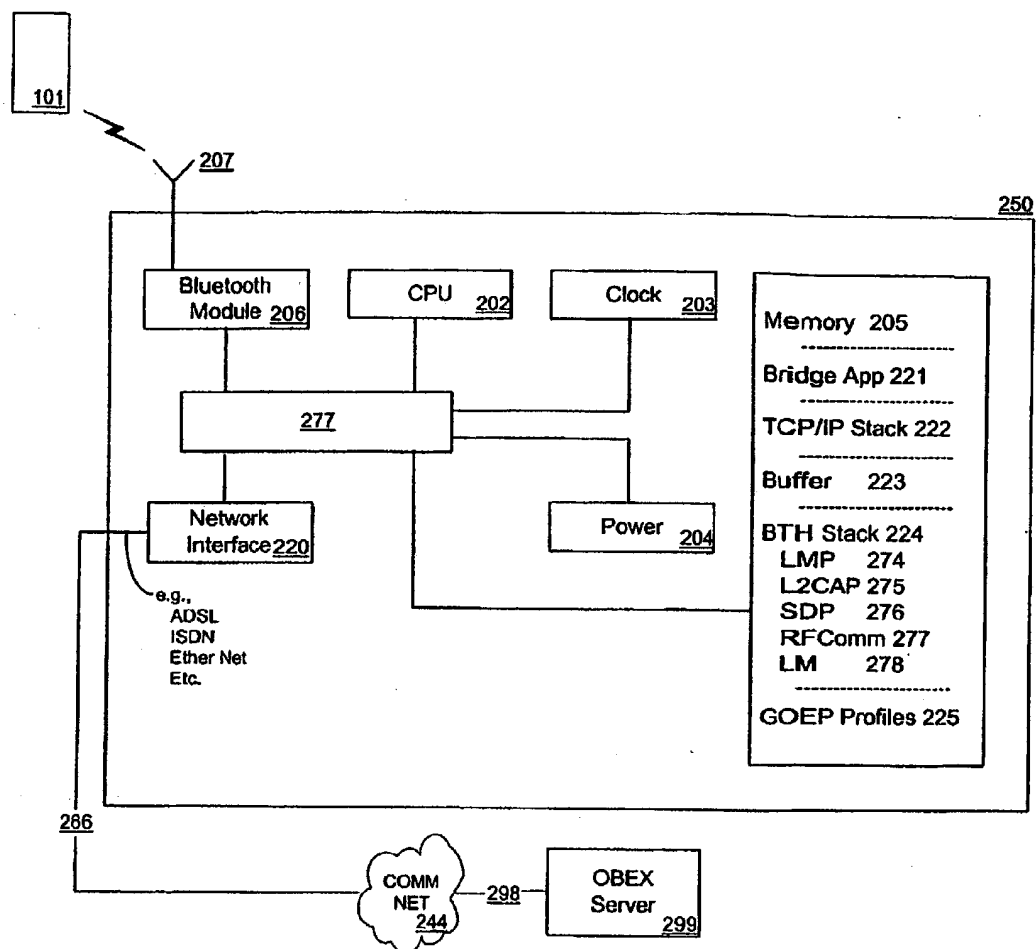 101
207
250
Bluetooth
Module 206
CPU 202
Clock 203
277
Network
Interface 220
Power 204
e.g.,
ADSL
ISDN
Ether Net
Etc.
Memory 205
Bridge App 221
TCP/IP Stack 222
Buffer 223
BTH Stack 224
LMP 274
L2CAP 275
SDP 276
RFComm 277
LM 278
GOEP Profiles 225
266
COMM
NET
244
298
OBEX
Server
299